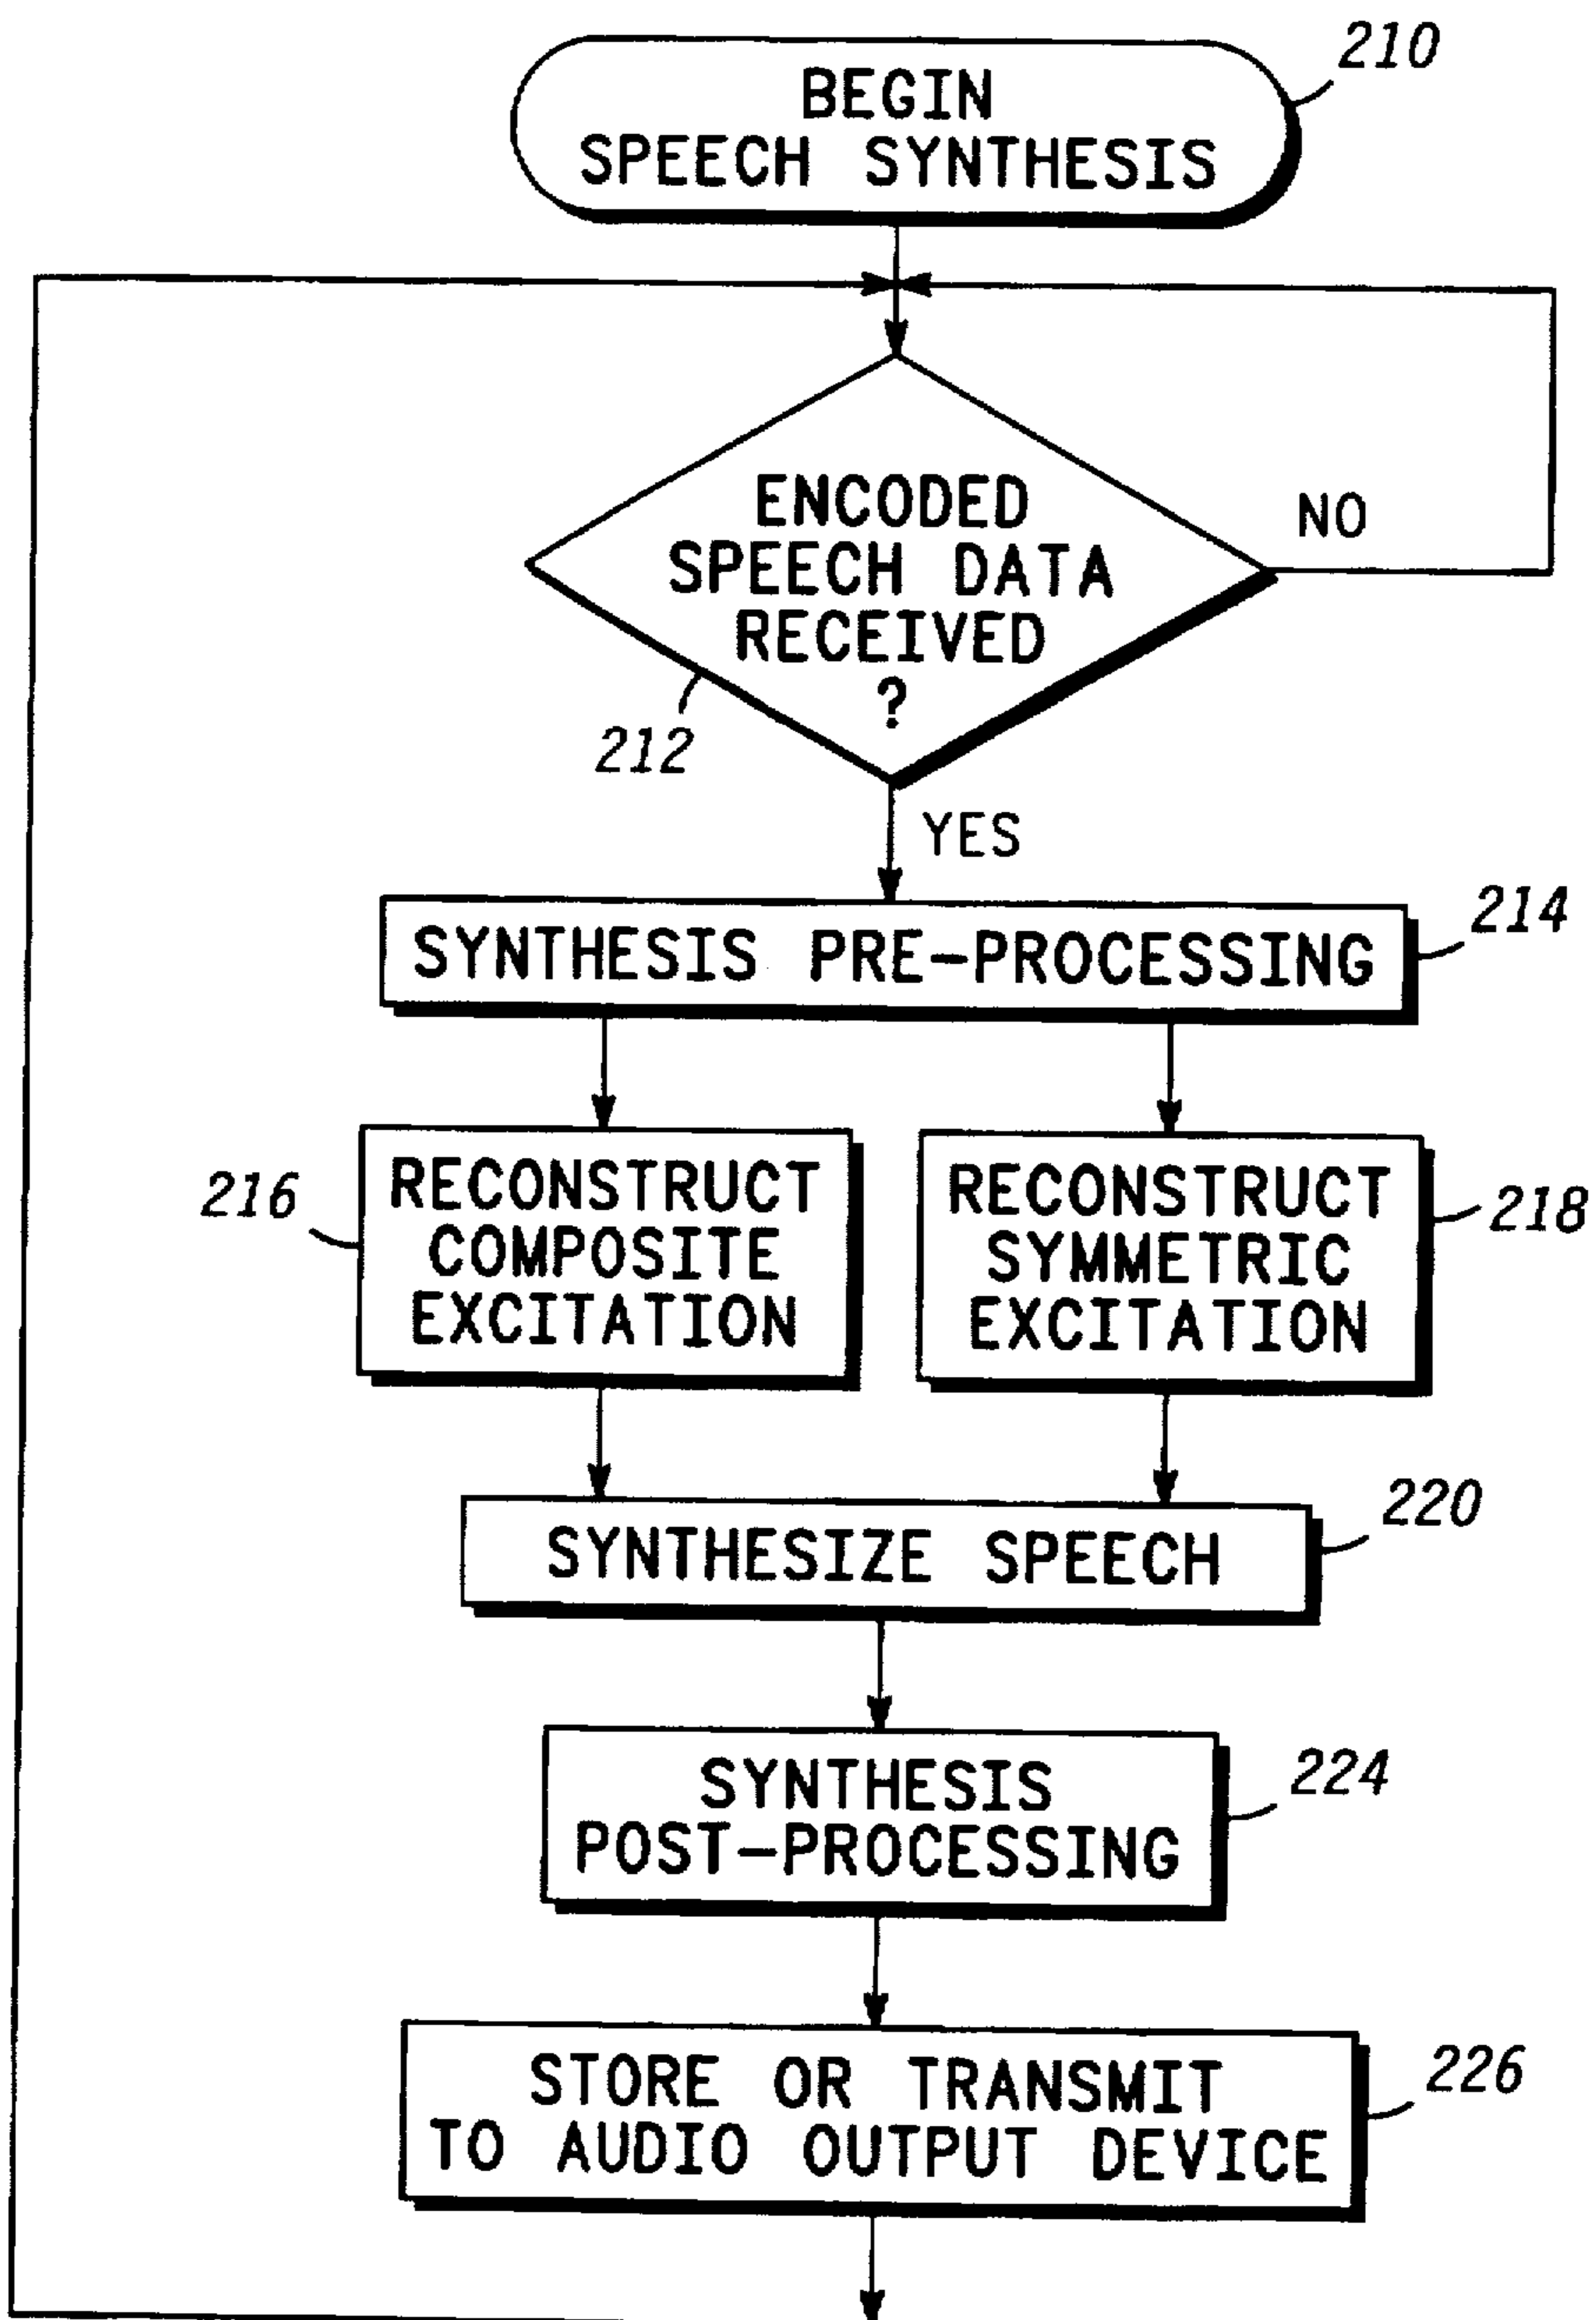 210
BEGIN
SPEECH SYNTHESIS
ENCODED
SPEECH DATA
RECEIVED
?
NO
212
YES
214
SYNTHESIS PRE-PROCESSING
216
RECONSTRUCT
COMPOSITE
EXCITATION
RECONSTRUCT
SYMMETRIC
EXCITATION
218
220
SYNTHESIZE SPEECH
224
SYNTHESIS
POST-PROCESSING
226
STORE OR TRANSMIT
TO AUDIO OUTPUT DEVICE